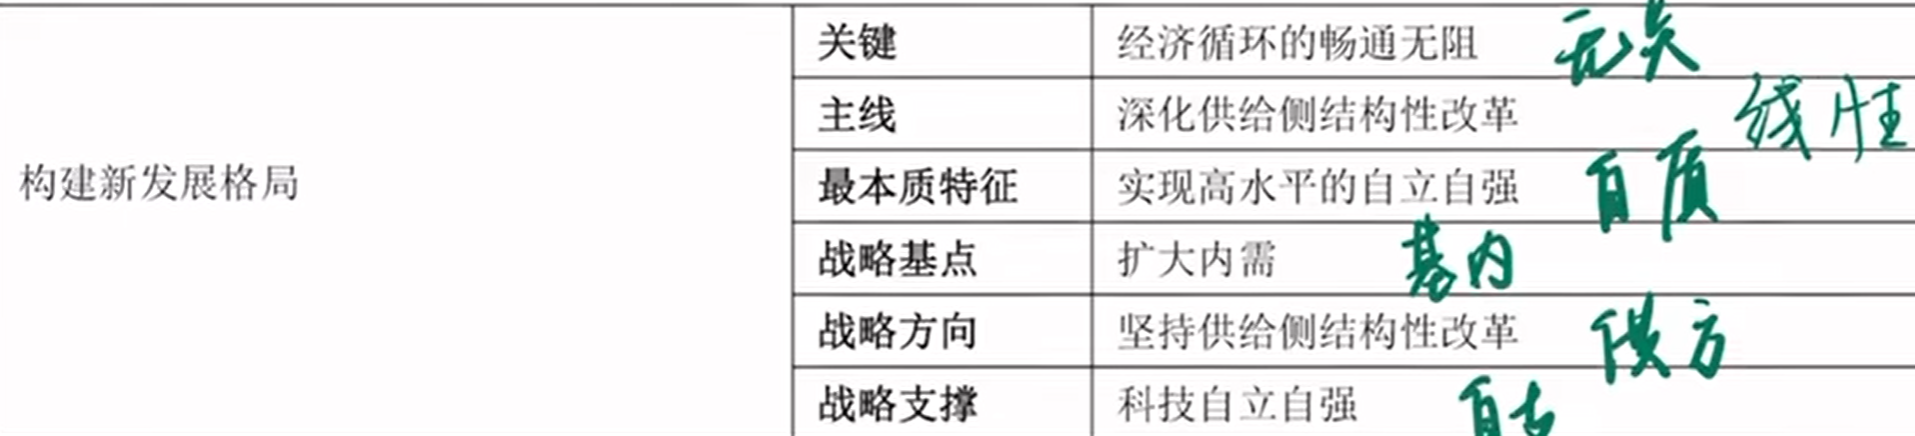 关键 经济循环的畅通无阻 无关
主线 深化供给侧结构性改革 线性
构建新发展格局
最本质特征 实现高水平的自立自强 自质
战略基点 扩大内需 基内
战略方向 坚持供给侧结构性改革 供方
战略支撑 科技自立自强 自支